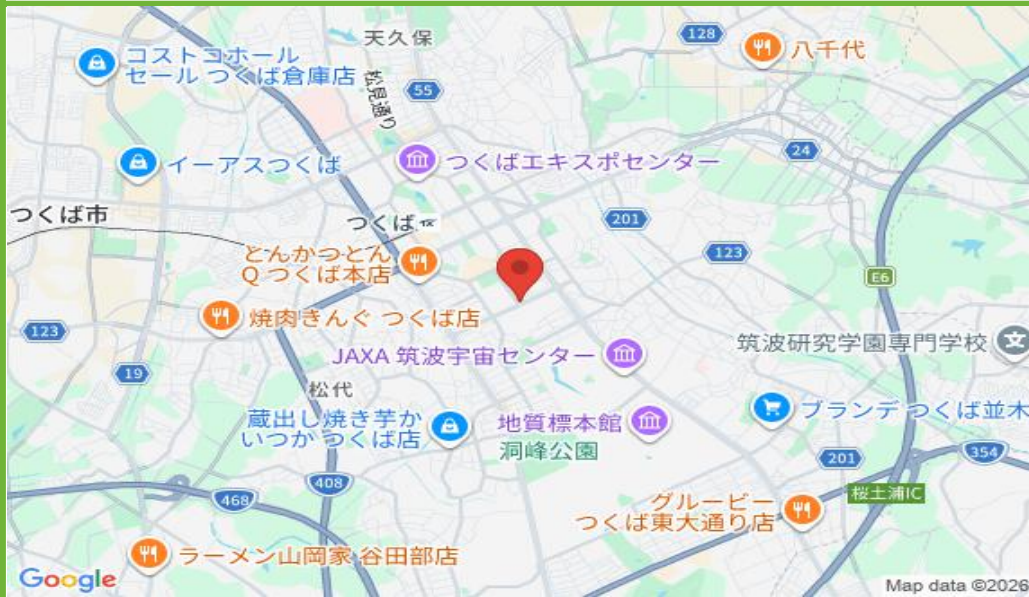 天久保
128
八千代
コストコホール
セール つくば倉庫店
松見通り
55
24
イーアスつくば
つくばエキスポセンター
つくば市
つくば
201
とんかつとん
Q つくば本店
123
E6
焼肉きんぐ つくば店
123
JAXA 筑波宇宙センター
筑波研究学園専門学校
文
19
松代
蔵出し焼き芋か
いつか つくば店
地質標本館
洞峰公園
ブランデ つくば並木
201
354
408
468
桜土浦IC
グルービー
つくば東大通り店
ラーメン山岡家 谷田部店
Google
Map data ©2026